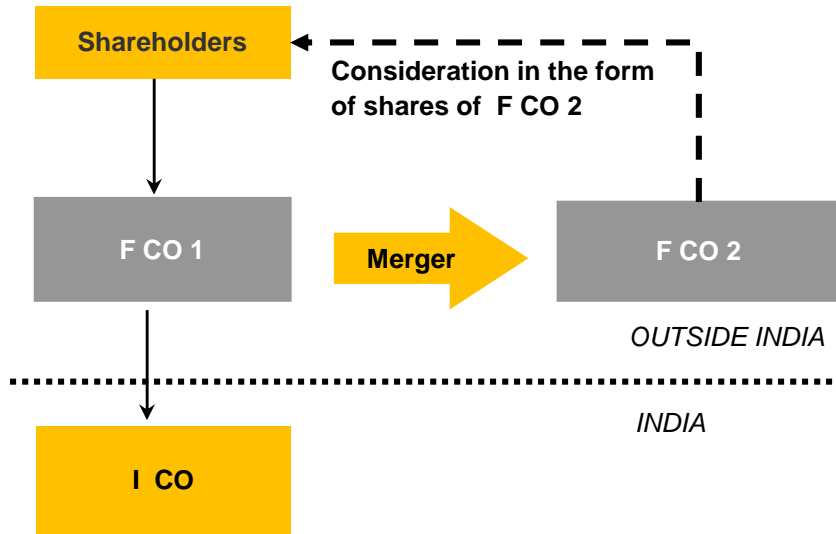 Shareholders
Consideration in the form
of shares of F CO 2
F CO 1
Merger
F CO 2
OUTSIDE INDIA
INDIA
I CO